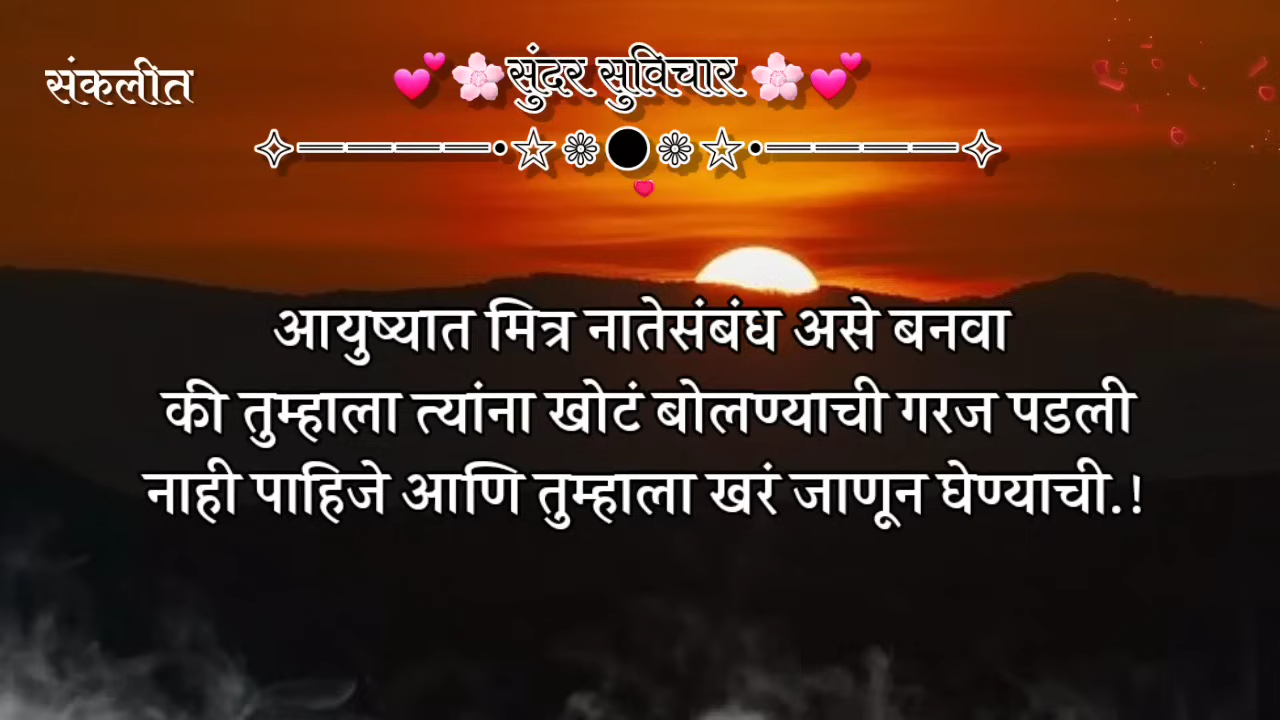 संकलीत
💕🌸सुंदर सुविचार 🌸💕
✧═════•☆❁●❁☆•═════✧
आयुष्यात मित्र नातेसंबंध असे बनवा
की तुम्हाला त्यांना खोटं बोलण्याची गरज पडली
नाही पाहिजे आणि तुम्हाला खरं जाणून घेण्याची.!